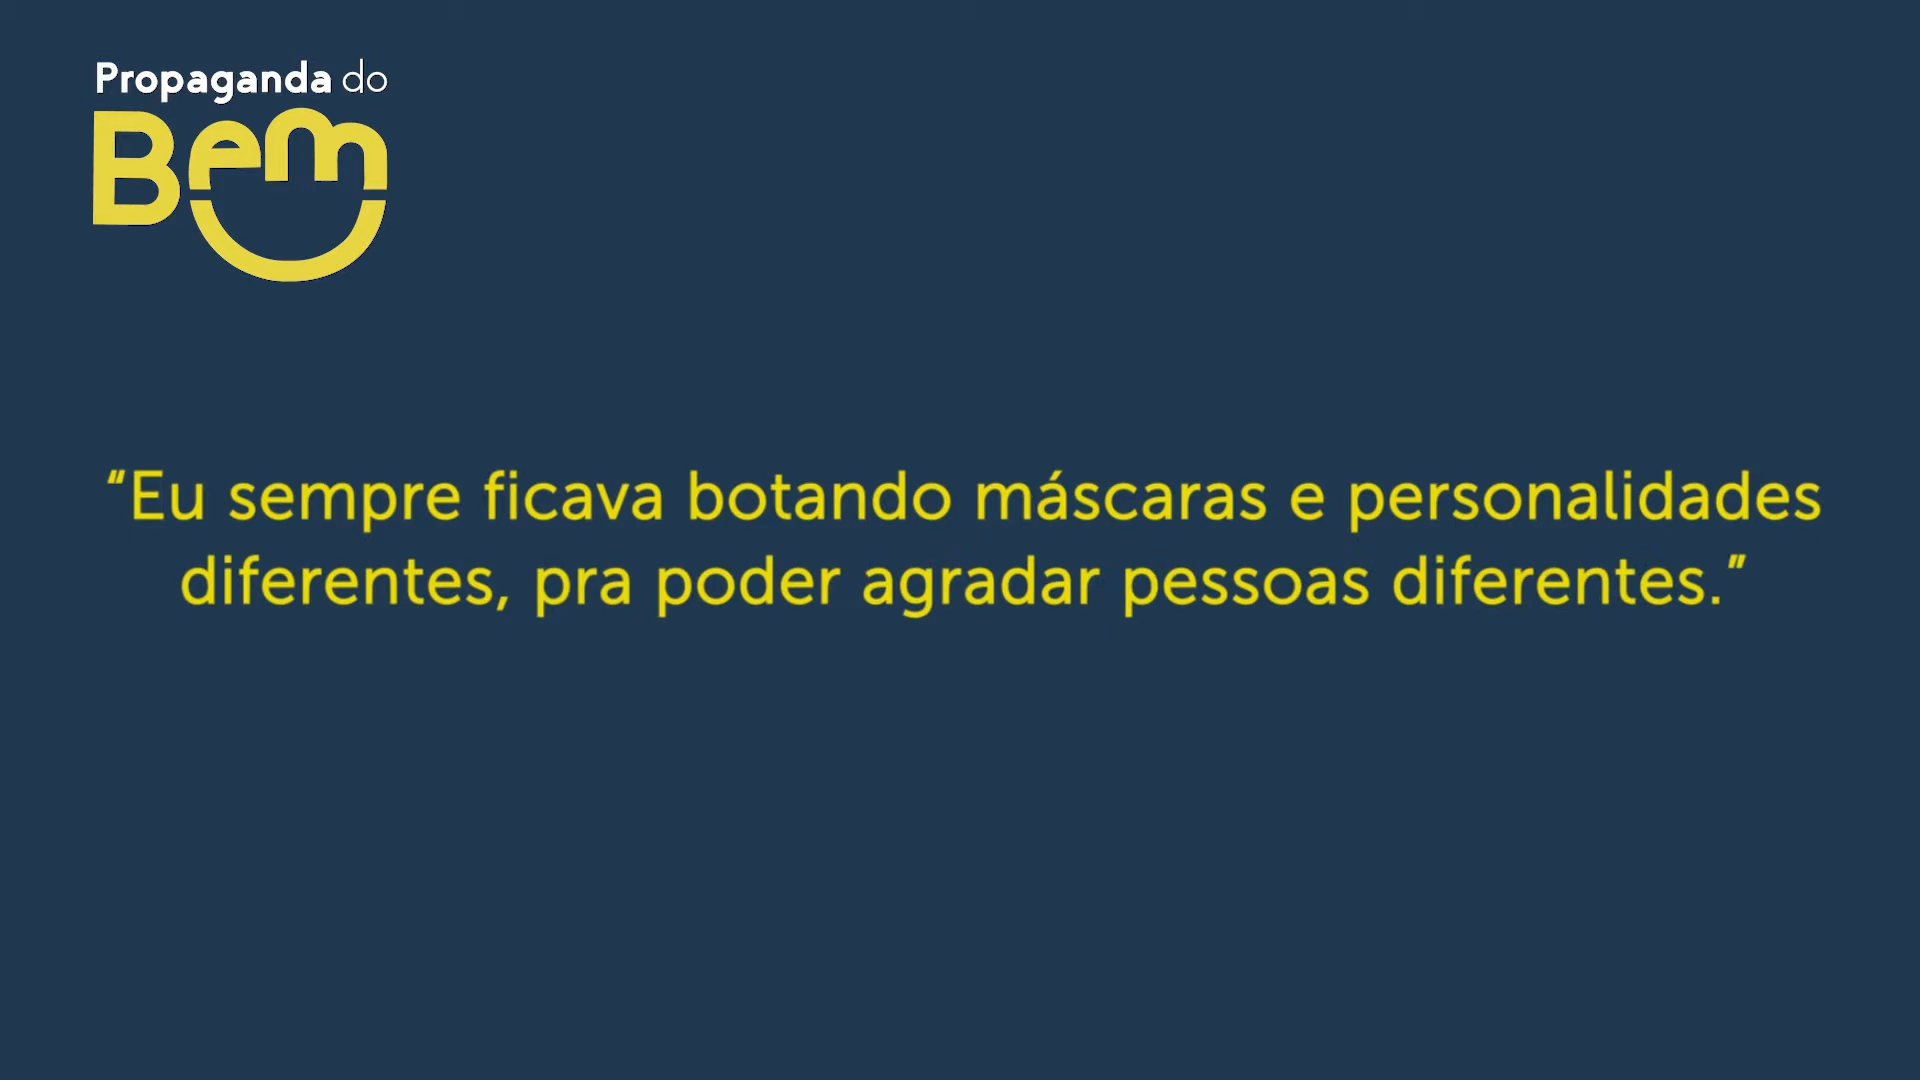 Propaganda do
Bem
“Eu sempre ficava botando máscaras e personalidades
diferentes, pra poder agradar pessoas diferentes.”